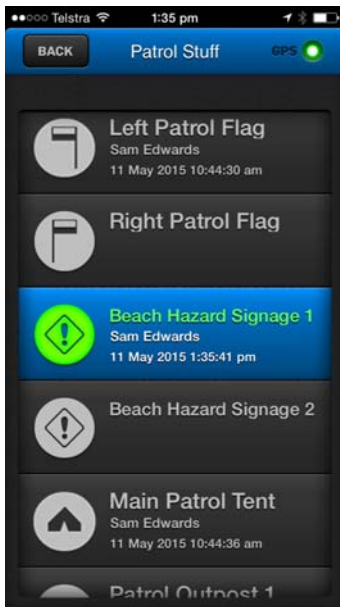 Telstra 1:35 pm
BACK Patrol Stuff GPS
Left Patrol Flag
Sam Edwards
11 May 2015 10:44:30 am
Right Patrol Flag
Beach Hazard Signage 1
Sam Edwards
11 May 2015 1:35:41 pm
Beach Hazard Signage 2
Main Patrol Tent
Sam Edwards
11 May 2015 10:44:36 am
Patrol Outpost 1